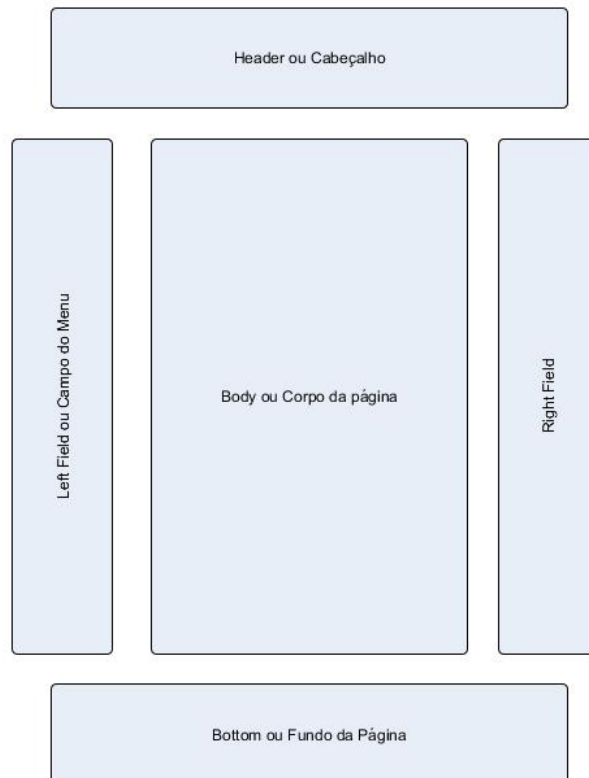 Header ou Cabeçalho
Left Field ou Campo do Menu
Body ou Corpo da página
Right Field
Bottom ou Fundo da Página